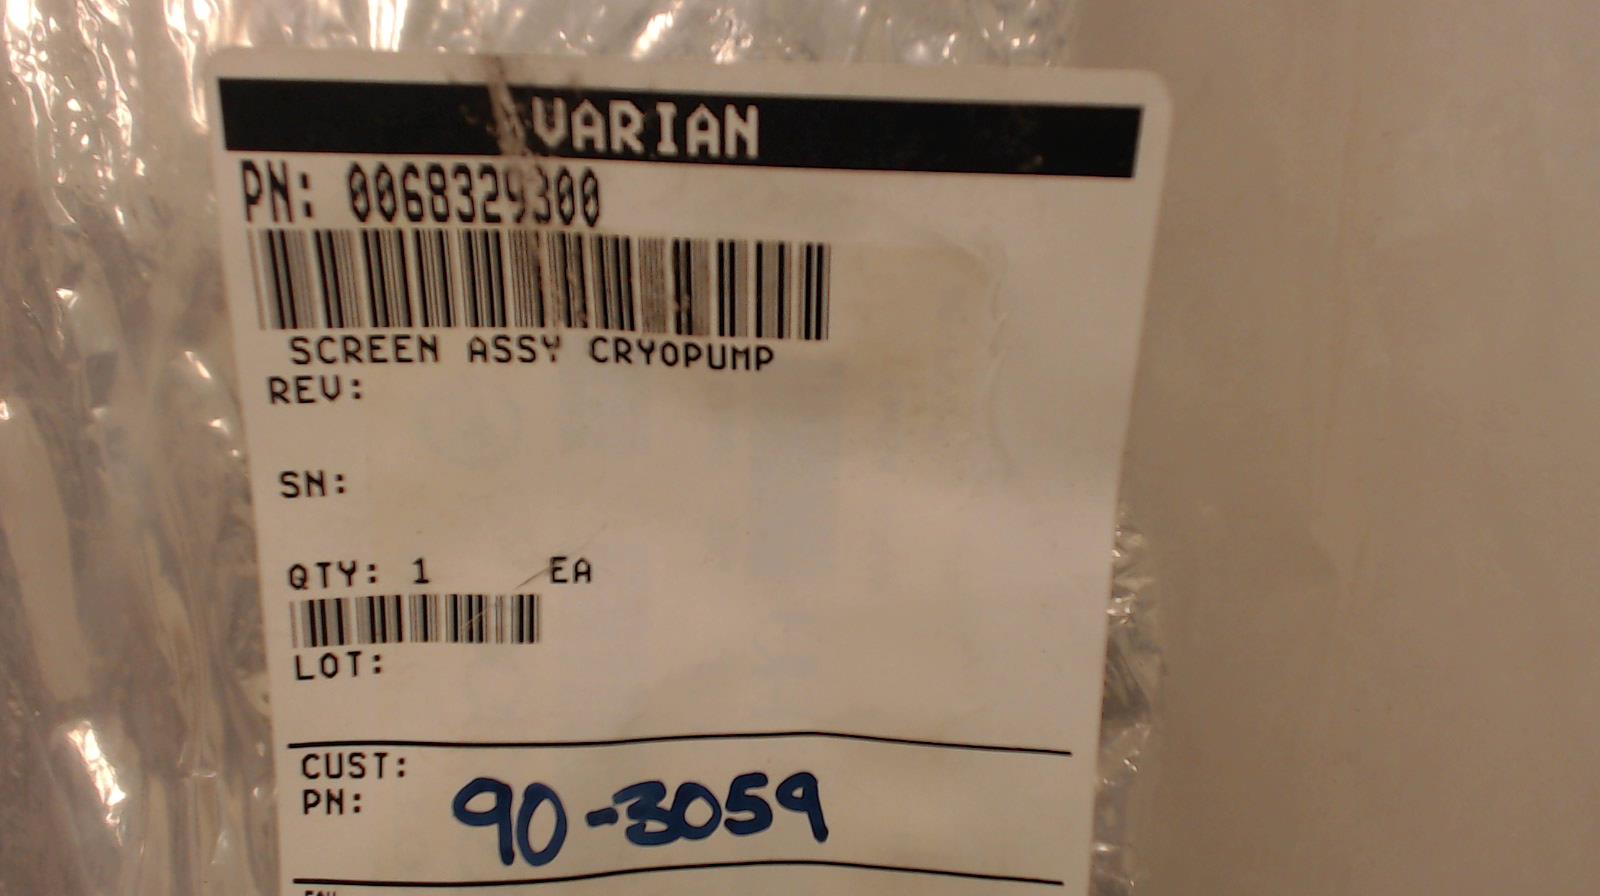 VARIAN
PN: 0068329300
SCREEN ASSY CRYOPUMP
REV:
SN:
QTY: 1 EA
LOT:
CUST:
PN: 90-3059